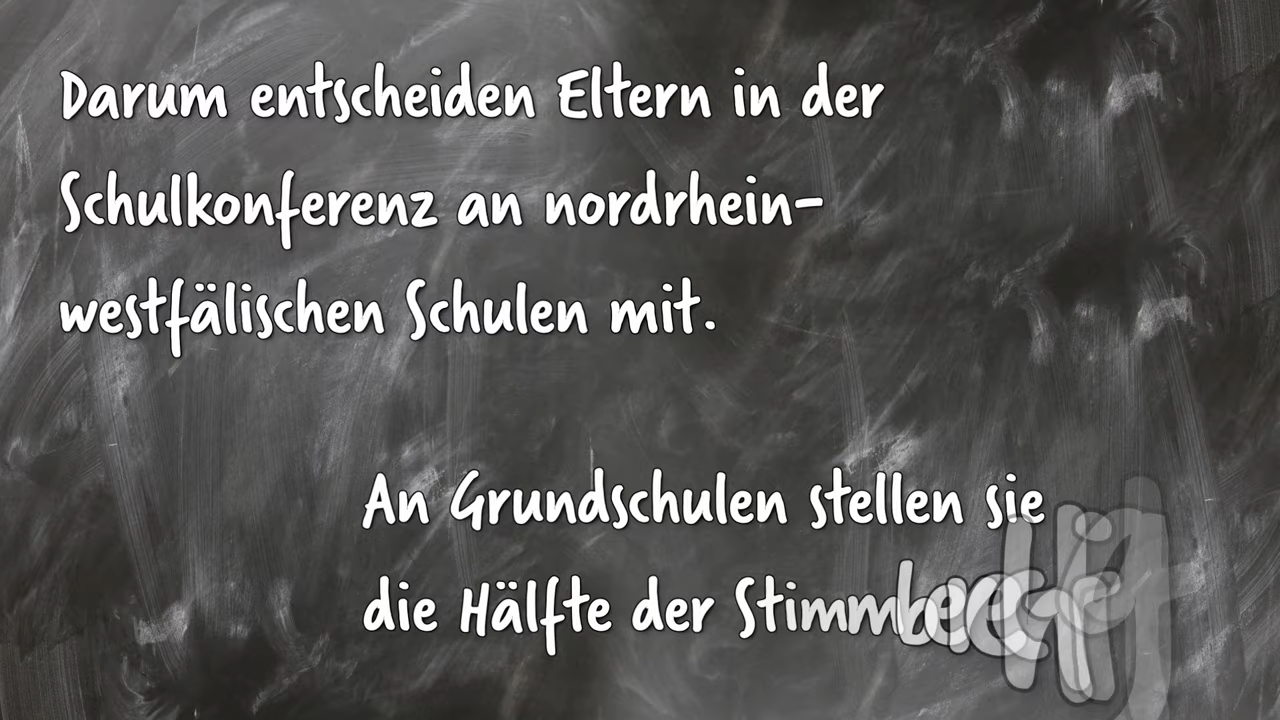 Darum entscheiden Eltern in der
Schulkonferenz an nordrhein-
westfälischen Schulen mit.
An Grundschulen stellen sie
die Hälfte der